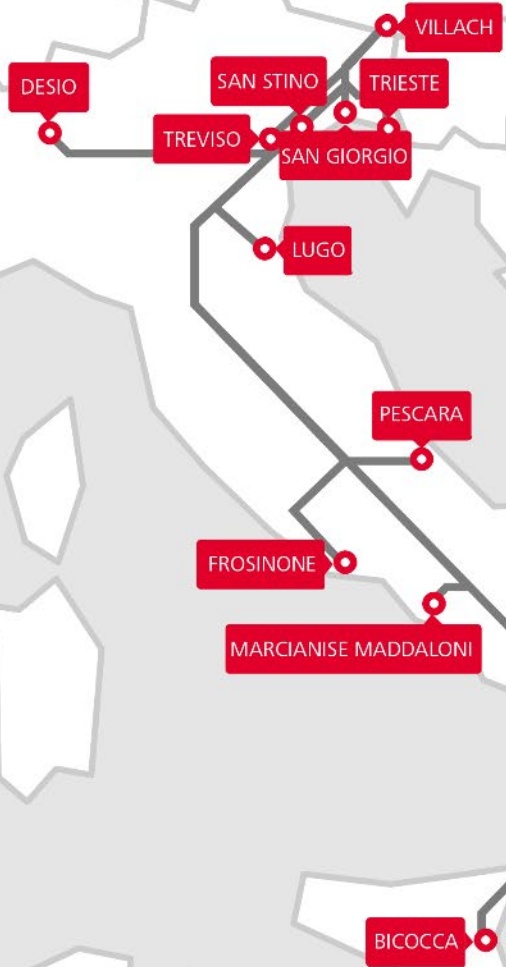 VILLACH
DESIO
SAN STINO
TRIESTE
TREVISO
SAN GIORGIO
LUGO
PESCARA
FROSINONE
MARCIANISE MADDALONI
BICOCCA